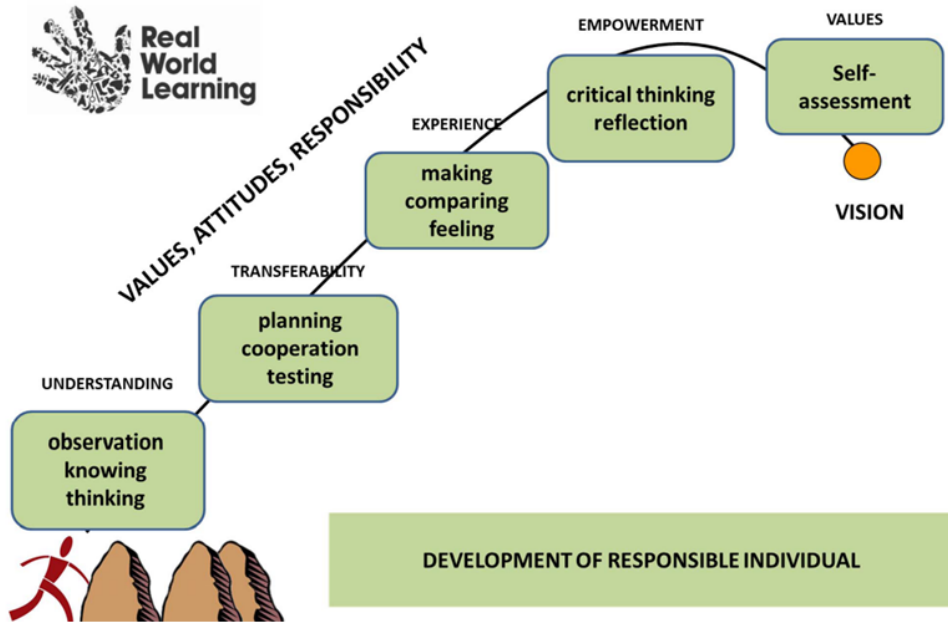 Real
World
Learning
VALUES, ATTITUDES, RESPONSIBILITY
UNDERSTANDING
observation
knowing
thinking
TRANSFERABILITY
planning
cooperation
testing
EXPERIENCE
making
comparing
feeling
EMPOWERMENT
critical thinking
reflection
VALUES
Self-
assessment
VISION
DEVELOPMENT OF RESPONSIBLE INDIVIDUAL